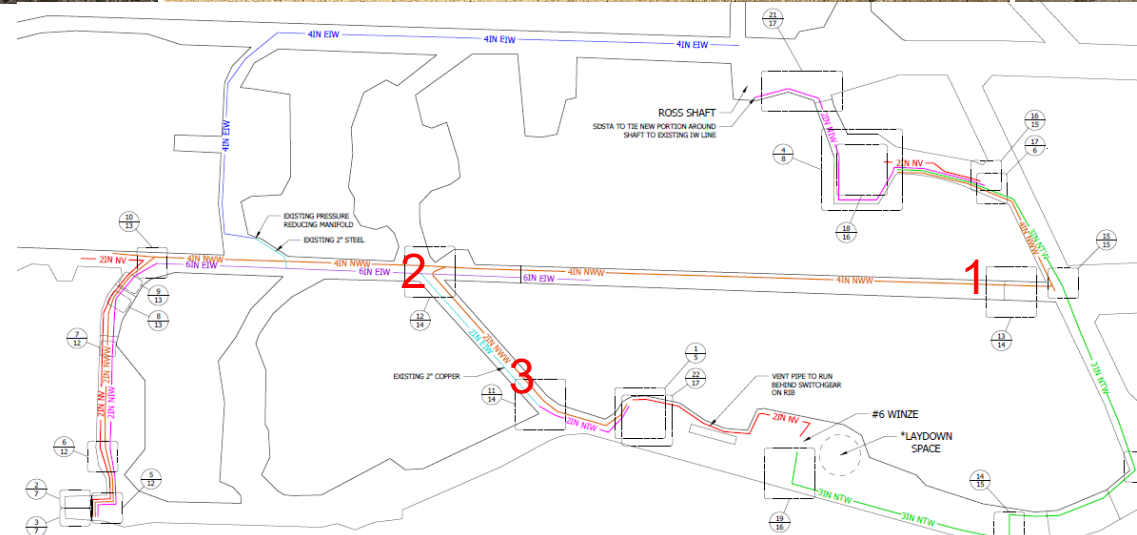 4IN EIW
4IN EIW
4IN EIW
21
17
ROSS SHAFT
SDSTA TO TIE NEW PORTION AROUND
SHAFT TO EXISTING IW LINE
2IN NIW
4IN EIW
4
8
16
15
17
6
2IN NV
18
16
EXISTING PRESSURE
REDUCING MANIFOLD
EXISTING 2" STEEL
10
13
2IN NV
4IN NWW
4IN NWW
6IN EIW
6IN EIW
2
6IN EIW
4IN NWW
4IN NWW
1
4IN NWW
2IN NTW
15
15
9
13
8
13
7
12
12
14
13
14
2IN NWW
2IN NV
2IN NIW
2IN EIW
2IN NWW
EXISTING 2" COPPER
3
11
14
1
5
22
17
VENT PIPE TO RUN
BEHIND SWITCHGEAR
ON RIB
2IN NIW
2IN NV
#6 WINZE
*LAYDOWN
SPACE
3IN NTW
6
12
5
12
2
7
3
7
19
16
3IN NTW
14
15